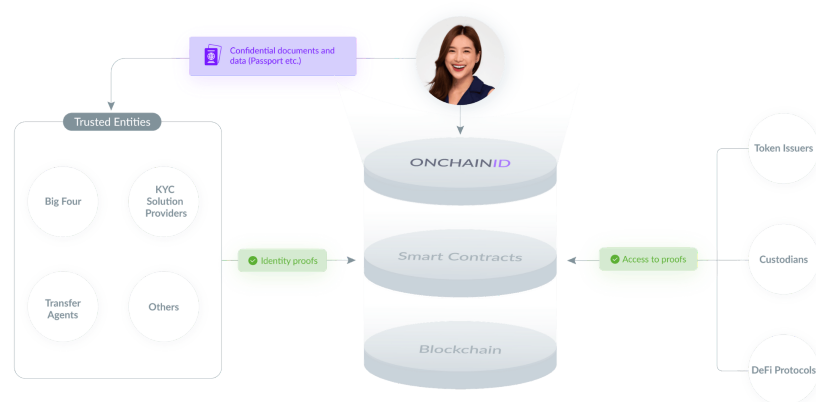 Confidential documents and
data (Passport etc.)
Trusted Entities
Big Four
KYC
Solution
Providers
Transfer
Agents
Others
Identity proofs
ONCHAINID
Smart Contracts
Blockchain
Access to proofs
Token Issuers
Custodians
DeFi Protocols